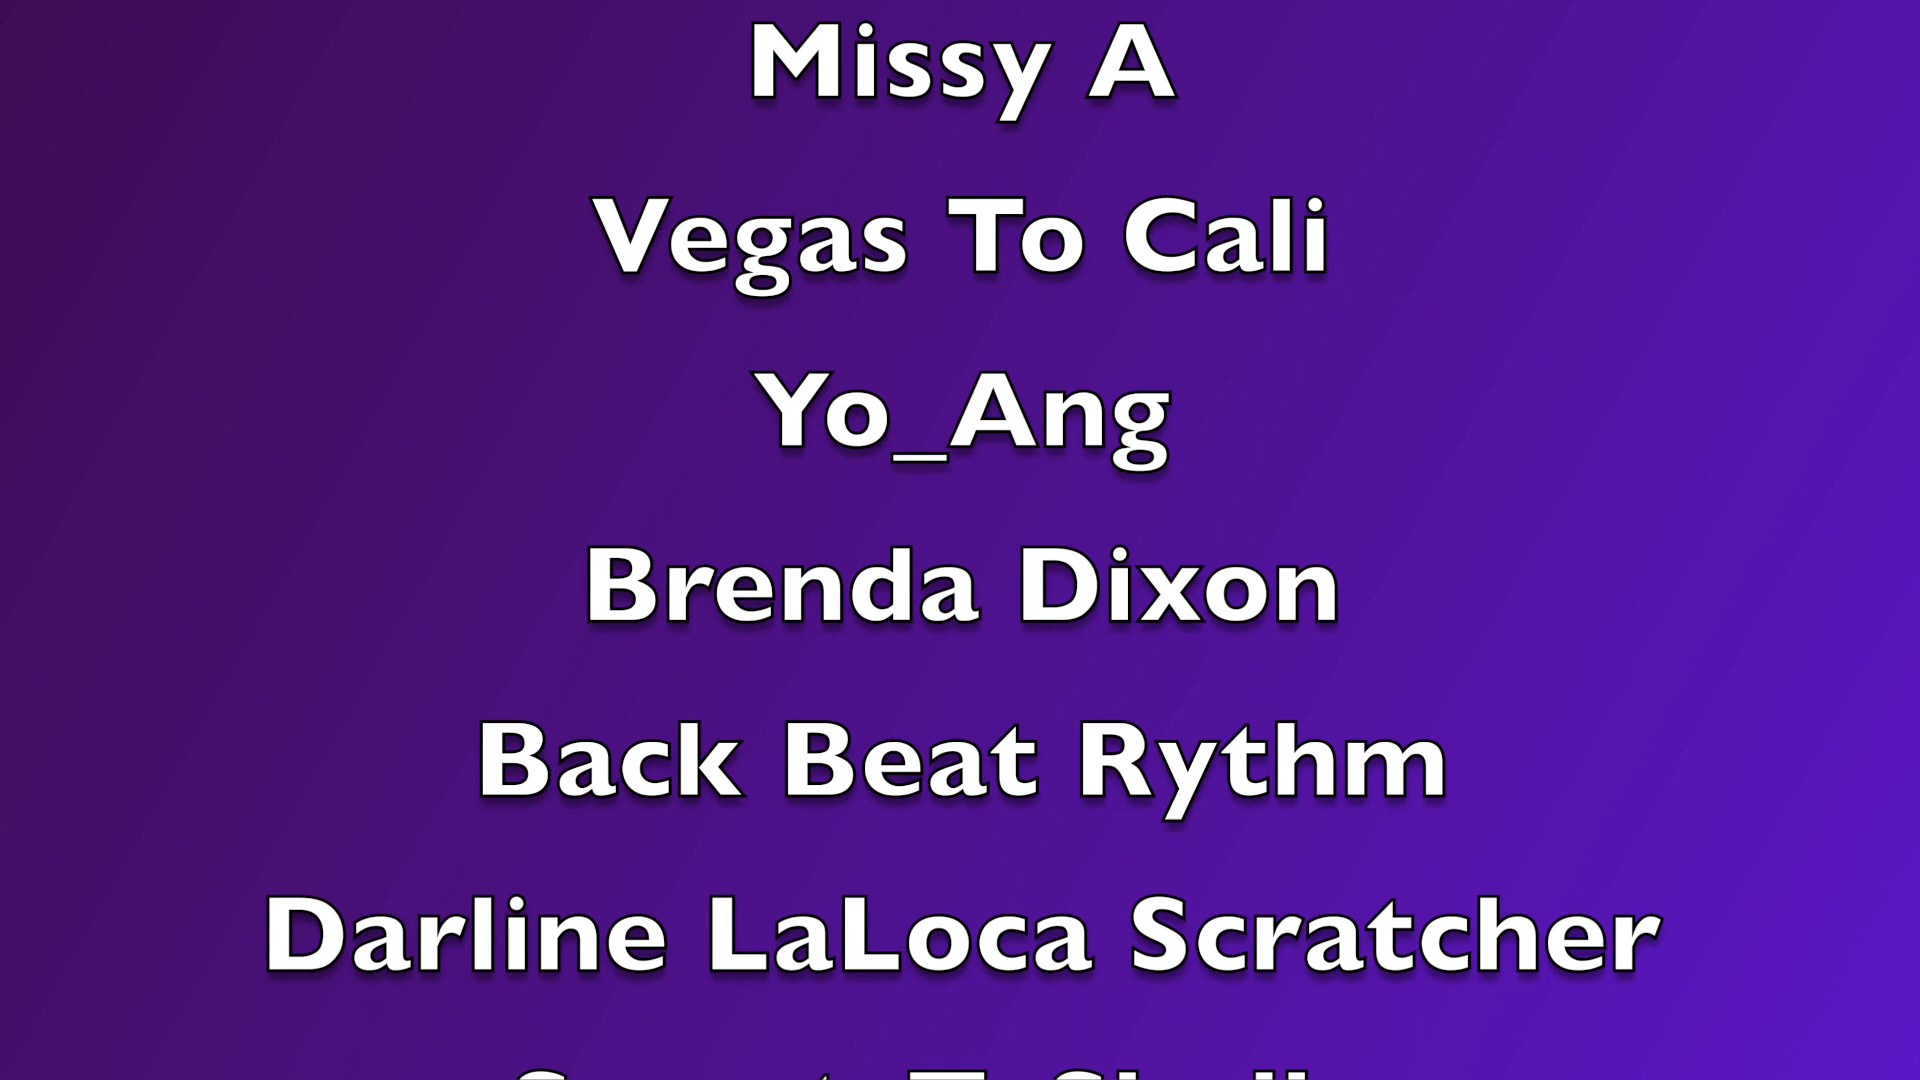 Missy A
Vegas To Cali
Yo_Ang
Brenda Dixon
Back Beat Rythm
Darline LaLoca Scratcher